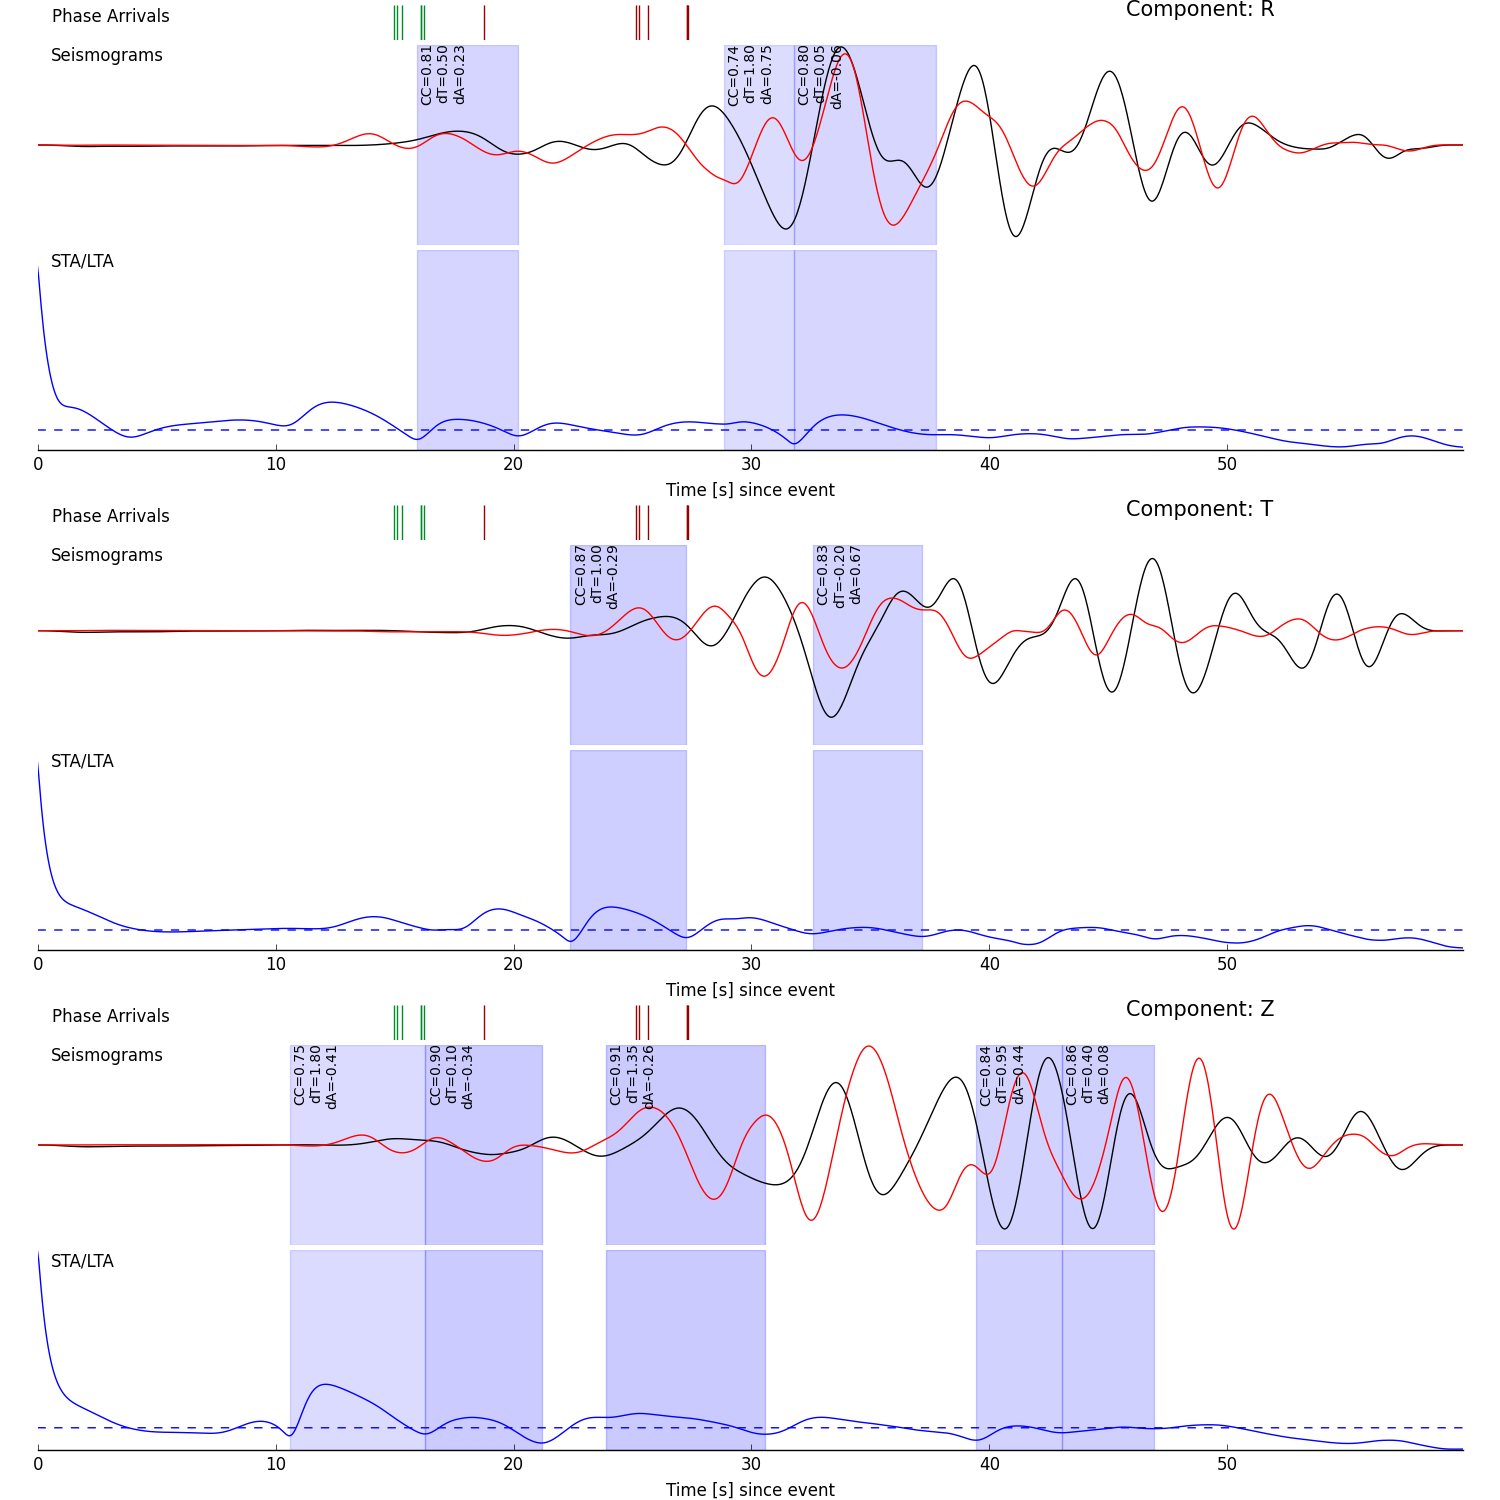 Phase Arrivals
Component: R
Seismograms
CC=0.81
dT=0.50
dA=0.23
CC=0.74
dT=1.80
dA=0.75
CC=0.80
dT=0.05
dA=-0.06
STA/LTA
0 10 20 30 40 50
Time [s] since event
Phase Arrivals
Component: T
Seismograms
CC=0.87
dT=1.00
dA=-0.29
CC=0.83
dT=-0.20
dA=0.67
STA/LTA
0 10 20 30 40 50
Time [s] since event
Phase Arrivals
Component: Z
Seismograms
CC=0.75
dT=1.80
dA=-0.41
CC=0.90
dT=0.10
dA=-0.34
CC=0.91
dT=1.35
dA=-0.26
CC=0.84
dT=0.95
dA=0.44
CC=0.86
dT=0.40
dA=0.08
STA/LTA
0 10 20 30 40 50
Time [s] since event